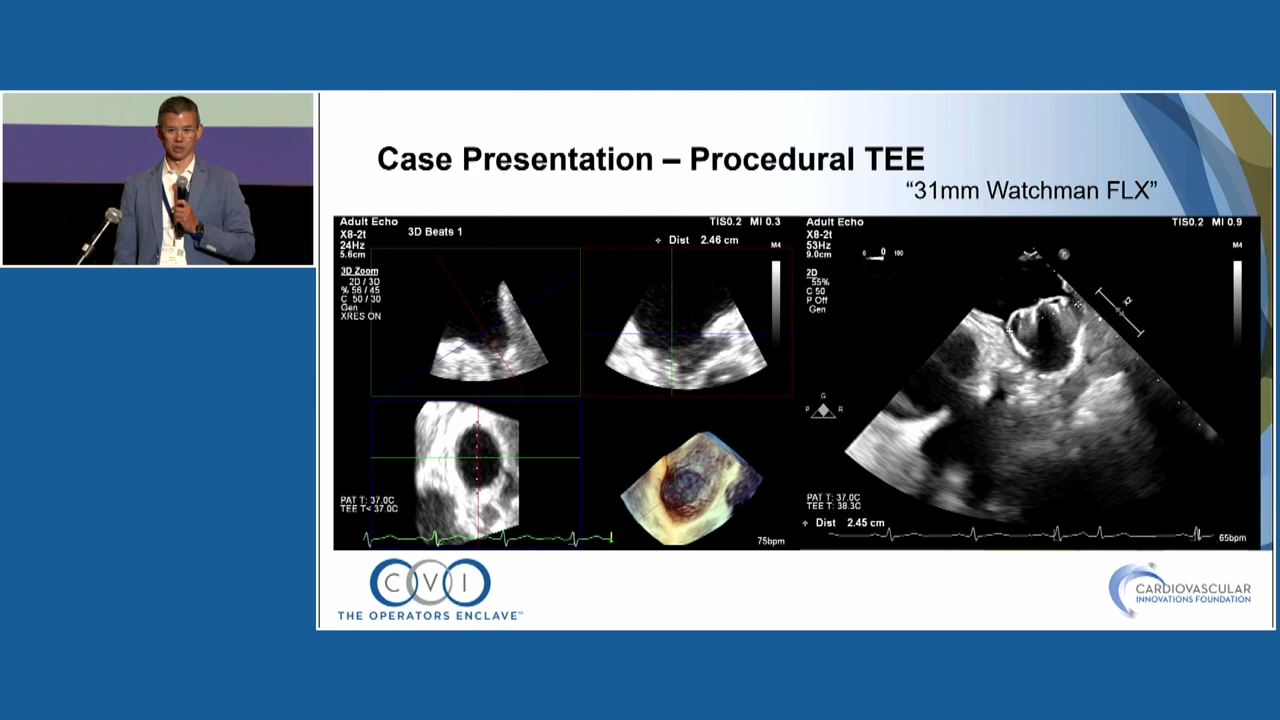 Case Presentation – Procedural TEE
“31mm Watchman FLX”
Adult Echo
TIS0.2 MI 0.3
X8-2t
3D Beats 1
24Hz
5.6cm
Dist 2.46 cm
M4
3D Zoom
2D / 3D
% 56 / 45
C 50 / 30
Gen
XRES ON
PAT T: 37.0C
TEE T< 37.0C
75bpm
Adult Echo
TIS0.2 MI 0.9
X8-2t
53Hz
9.0cm
0 0 180
M4
2D
55%
C 50
P Off
Gen
G
P R
PAT T: 37.0C
TEE T: 38.3C
Dist 2.45 cm
65bpm
CVI
THE OPERATORS ENCLAVE™
CARDIOVASCULAR
INNOVATIONS FOUNDATION